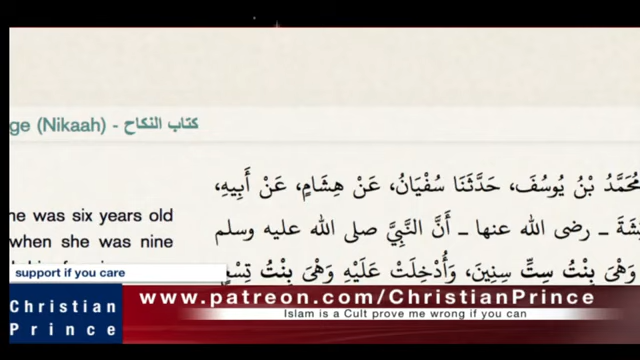 ge (Nikaah) - كتاب النكاح
مُحَمَّدُ بْنُ يُوسُفَ، حَدَّثَنَا سُفْيَانُ، عَنْ هِشَامٍ، عَنْ أَبِيهِ،
ـ رضى الله عنها ـ أَنَّ النَّبِيَّ صلى الله عليه وسلم
وَهْىَ بِنْتُ سِتِّ سِنِينَ، وَأُدْخِلَتْ عَلَيْهِ وَهْىَ بِنْتُ تِسْعٍ
he was six years old
when she was nine
support if you care
Christian
Prince
www.patreon.com/ChristianPrince
Islam is a Cult prove me wrong if you can